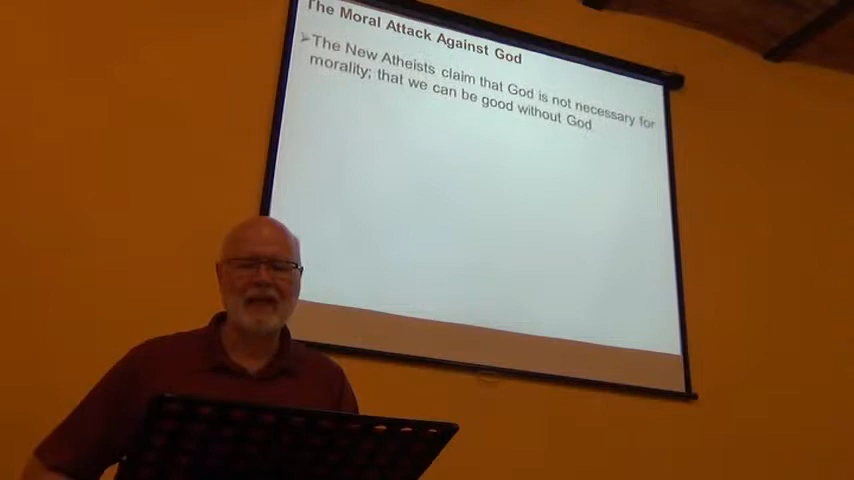 The Moral Attack Against God
➢The New Atheists claim that God is not necessary for
morality; that we can be good without God